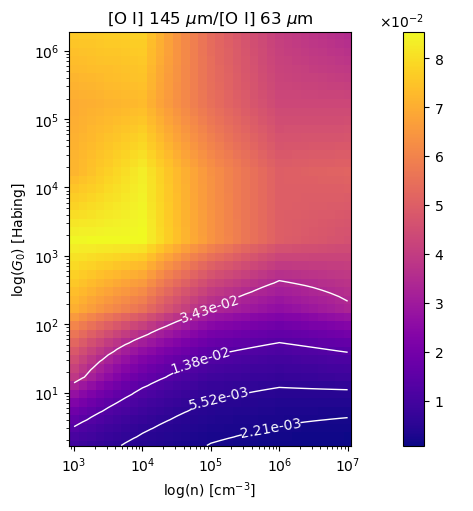 [O I] 145 μm/[O I] 63 μm
×10⁻²
10⁶
10⁵
10⁴
10³
10²
10¹
log(G₀) [Habing]
3.43e-02
1.38e-02
5.52e-03
2.21e-03
10³ 10⁴ 10⁵ 10⁶ 10⁷
log(n) [cm⁻³]
8
7
6
5
4
3
2
1